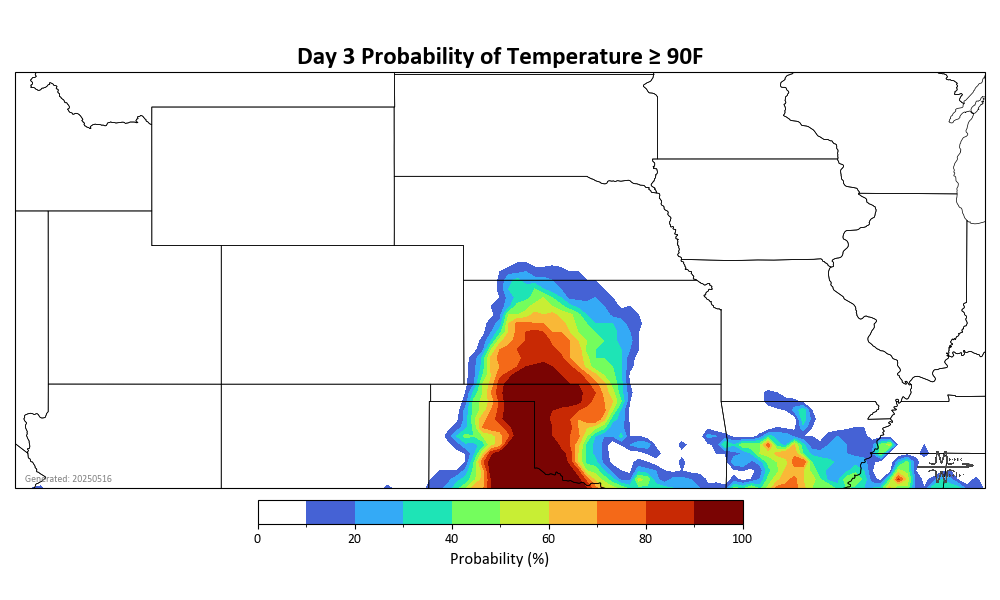 Day 3 Probability of Temperature ≥ 90F
Generated: 20250516
0 20 40 60 80 100
Probability (%)